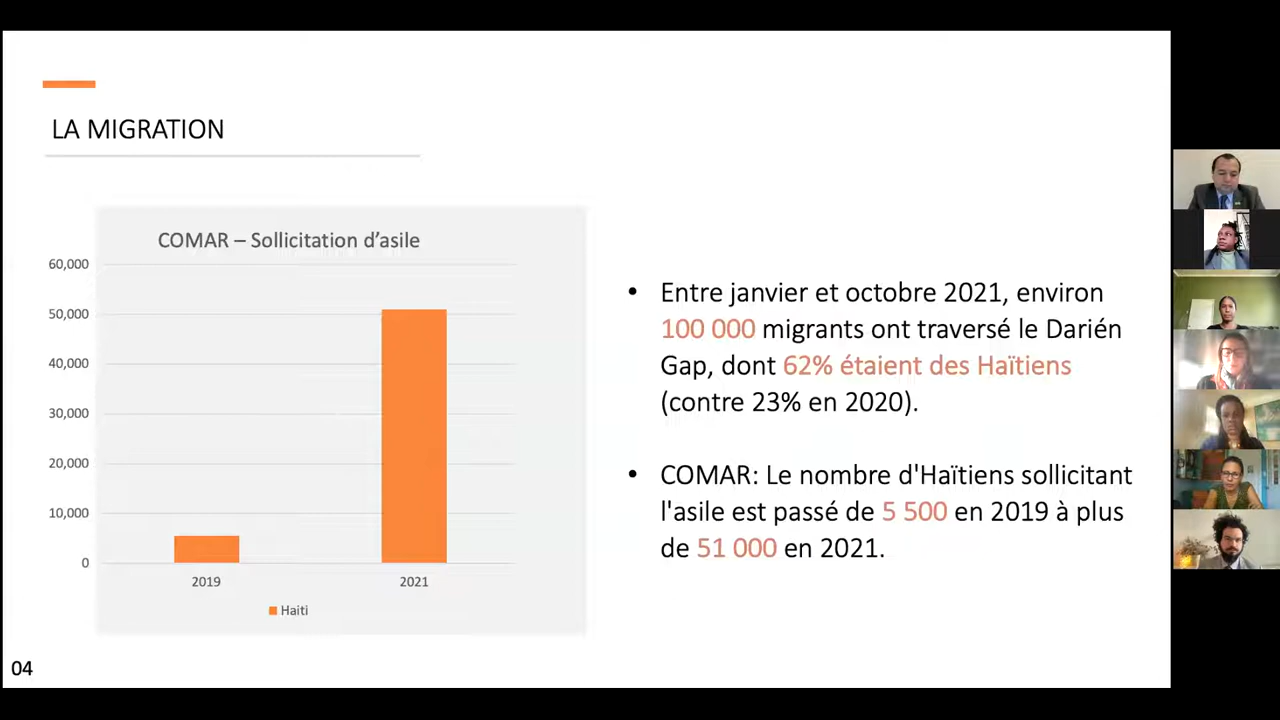 LA MIGRATION
COMAR – Sollicitation d’asile
60,000
50,000
40,000
30,000
20,000
10,000
0
2019
2021
Haiti
• Entre janvier et octobre 2021, environ
100 000 migrants ont traversé le Darién
Gap, dont 62% étaient des Haïtiens
(contre 23% en 2020).
• COMAR: Le nombre d'Haïtiens sollicitant
l'asile est passé de 5 500 en 2019 à plus
de 51 000 en 2021.
04